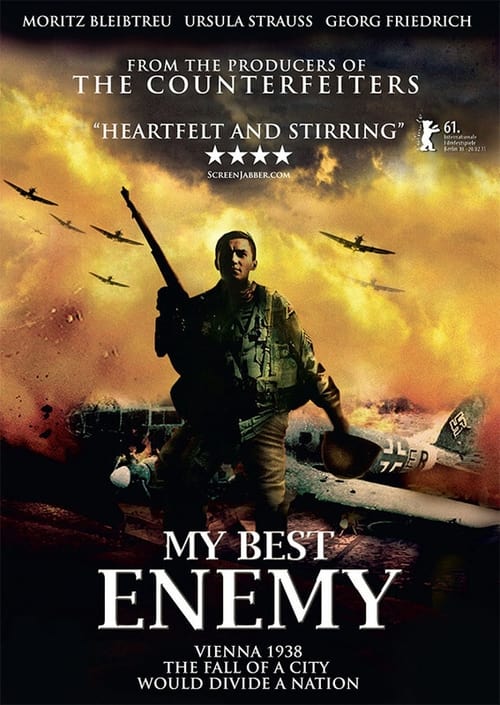 MORITZ BLEIBTREU URSULA STRAUSS GEORG FRIEDRICH
FROM THE PRODUCERS OF
THE COUNTERFEITERS
“HEARTFELT AND STIRRING”
SCREENJABBER.COM
61.
Internationale
Filmfestspiele
Berlin
MY BEST
ENEMY
VIENNA 1938
THE FALL OF A CITY
WOULD DIVIDE A NATION